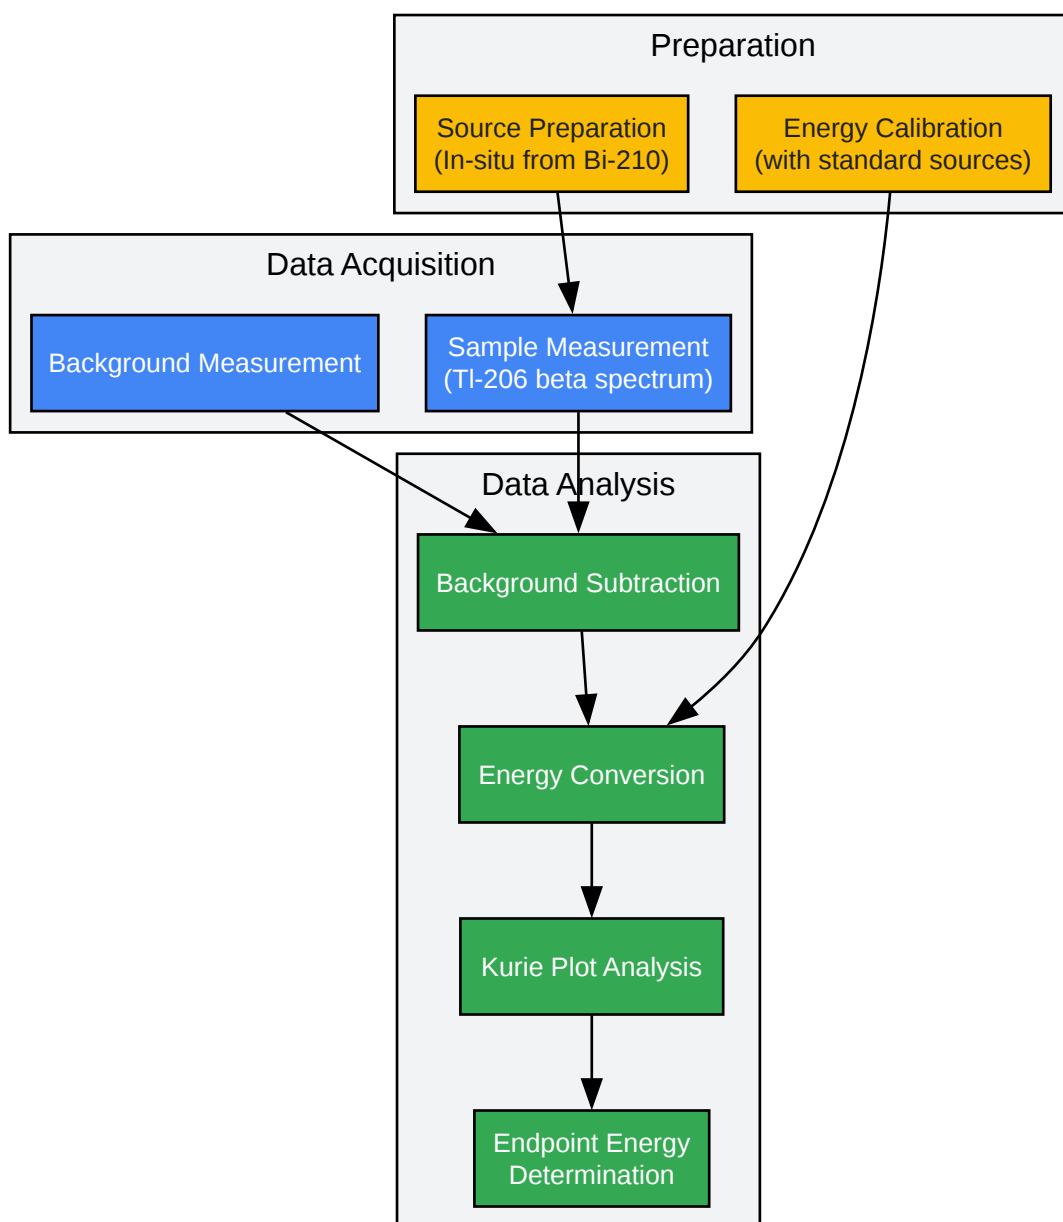 Preparation
Source Preparation
(In-situ from Bi-210)
Energy Calibration
(with standard sources)
Data Acquisition
Background Measurement
Sample Measurement
(Tl-206 beta spectrum)
Data Analysis
Background Subtraction
Energy Conversion
Kurie Plot Analysis
Endpoint Energy
Determination